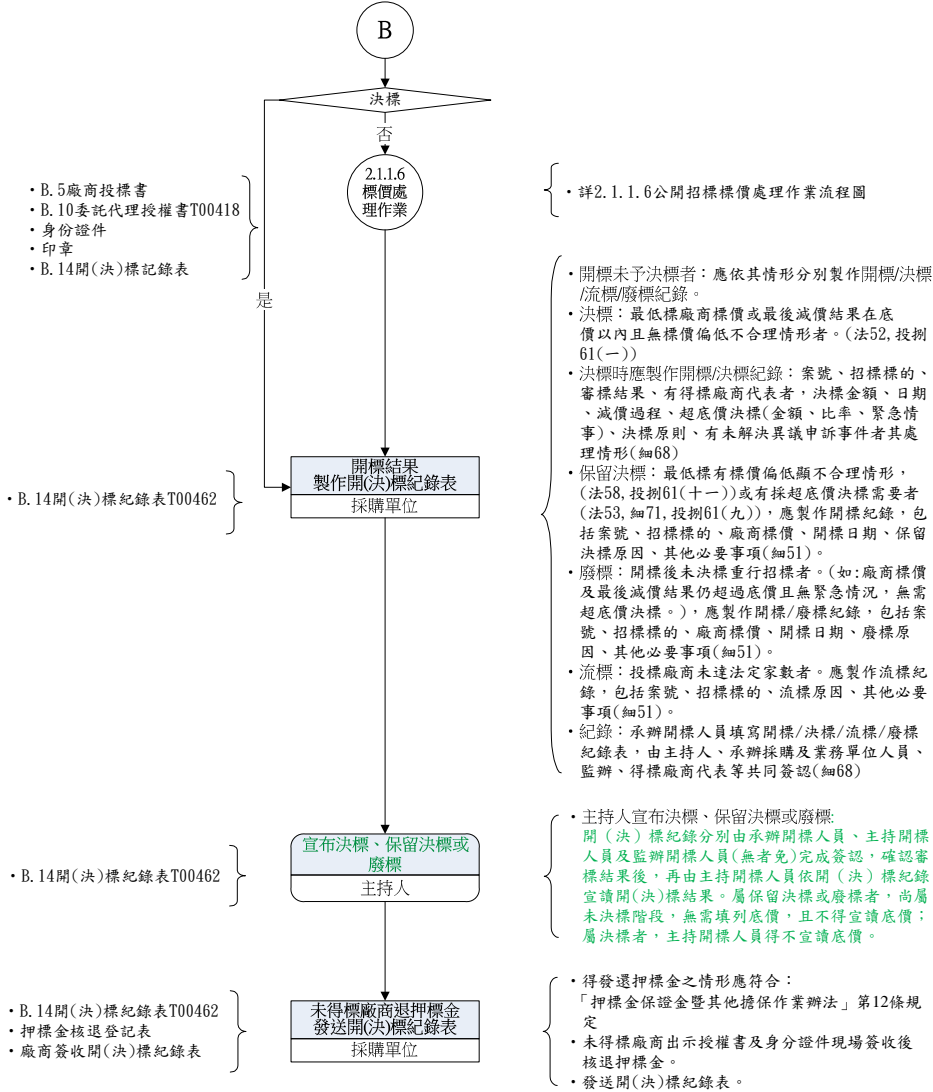 B
決標
否
2.1.1.6
標價處
理作業
・詳2.1.1.6公開招標標價處理作業流程圖
・B.5廠商投標書
・B.10委託代理授權書T00418
・身份證件
・印章
・B.14開(決)標記錄表
是
・開標未予決標者：應依其情形分別製作開標/決標
/流標/廢標紀錄。
・決標：最低標廠商標價或最後減價結果在底
價以內且無標價偏低不合理情形者。(法52,投捌
61(一))
・決標時應製作開標/決標紀錄：案號、招標標的、
審標結果、有得標廠商代表者，決標金額、日期
、減價過程、超底價決標(金額、比率、緊急情
事)、決標原則、有未解決異議申訴事件者其處
理情形(細68)
・保留決標：最低標有標價偏低顯不合理情形，
(法58,投捌61(十一))或有採超底價決標需要者
(法53,細71,投捌61(九))，應製作開標紀錄，包
括案號、招標標的、廠商標價、開標日期、保留
決標原因、其他必要事項(細51)。
・廢標：開標後未決標重行招標者。(如:廠商標價
及最後減價結果仍超過底價且無緊急情況，無需
超底價決標。)，應製作開標/廢標紀錄，包括案
號、招標標的、廠商標價、開標日期、廢標原
因、其他必要事項(細51)。
・流標：投標廠商未達法定家數者。應製作流標紀
錄，包括案號、招標標的、流標原因、其他必要
事項(細51)。
・紀錄：承辦開標人員填寫開標/決標/流標/廢標
紀錄表，由主持人、承辦採購及業務單位人員、
監辦、得標廠商代表等共同簽認(細68)
・B.14開(決)標紀錄表T00462
開標結果
製作開(決)標紀錄表
採購單位
・B.14開(決)標紀錄表T00462
宣布決標、保留決標或
廢標
主持人
・主持人宣布決標、保留決標或廢標:
開（決）標紀錄分別由承辦開標人員、主持開標
人員及監辦開標人員(無者免)完成簽認，確認審
標結果後，再由主持開標人員依開（決）標紀錄
宣讀開(決)標結果。屬保留決標或廢標者，尚屬
未決標階段，無需填列底價，且不得宣讀底價；
屬決標者，主持開標人員得不宣讀底價。
・B.14開(決)標紀錄表T00462
・押標金核退登記表
・廠商簽收開(決)標紀錄表
未得標廠商退押標金
發送開(決)標紀錄表
採購單位
・得發還押標金之情形應符合：
「押標金保證金暨其他擔保作業辦法」第12條規
定
・未得標廠商出示授權書及身分證件現場簽收後
核退押標金。
・發送開(決)標紀錄表。